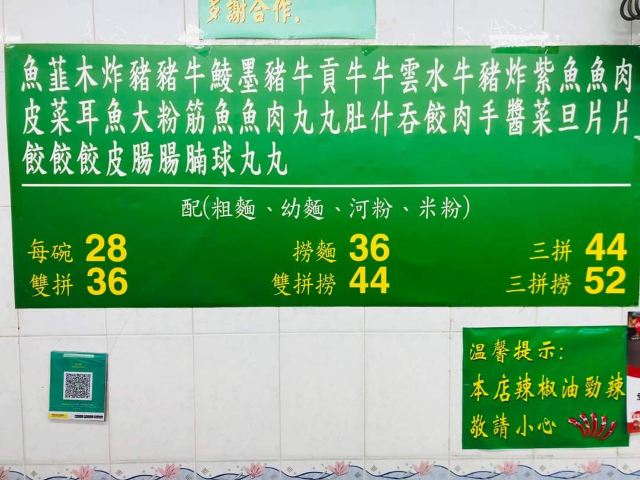 多謝合作.
魚皮餃
韮菜餃
木耳餃
炸魚皮
豬大腸
豬粉腸
牛筋腩
鯪魚球
墨魚丸
豬肉丸
牛丸
貢丸
牛肚
牛什
雲吞
水餃
牛肉
豬手
炸醬
紫菜
魚旦
魚片
肉片
配(粗麵、幼麵、河粉、米粉)
每碗 28 撈麵 36 三拼 44
雙拼 36 雙拼撈 44 三拼撈 52
温馨提示:
本店辣椒油勁辣
敬請小心